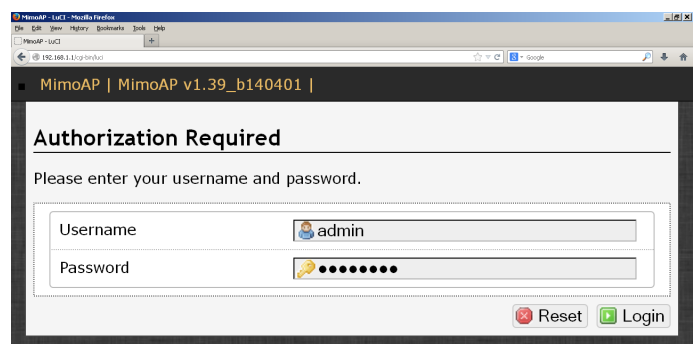 MimoAP - LuCI - Mozilla Firefox
File Edit View History Bookmarks Tools Help
MimoAP - LuCI +
192.168.1.1/cgi-bin/luci Google
MimoAP | MimoAP v1.39_b140401 |
Authorization Required
Please enter your username and password.
Username admin
Password ●●●●●●●●
Reset Login